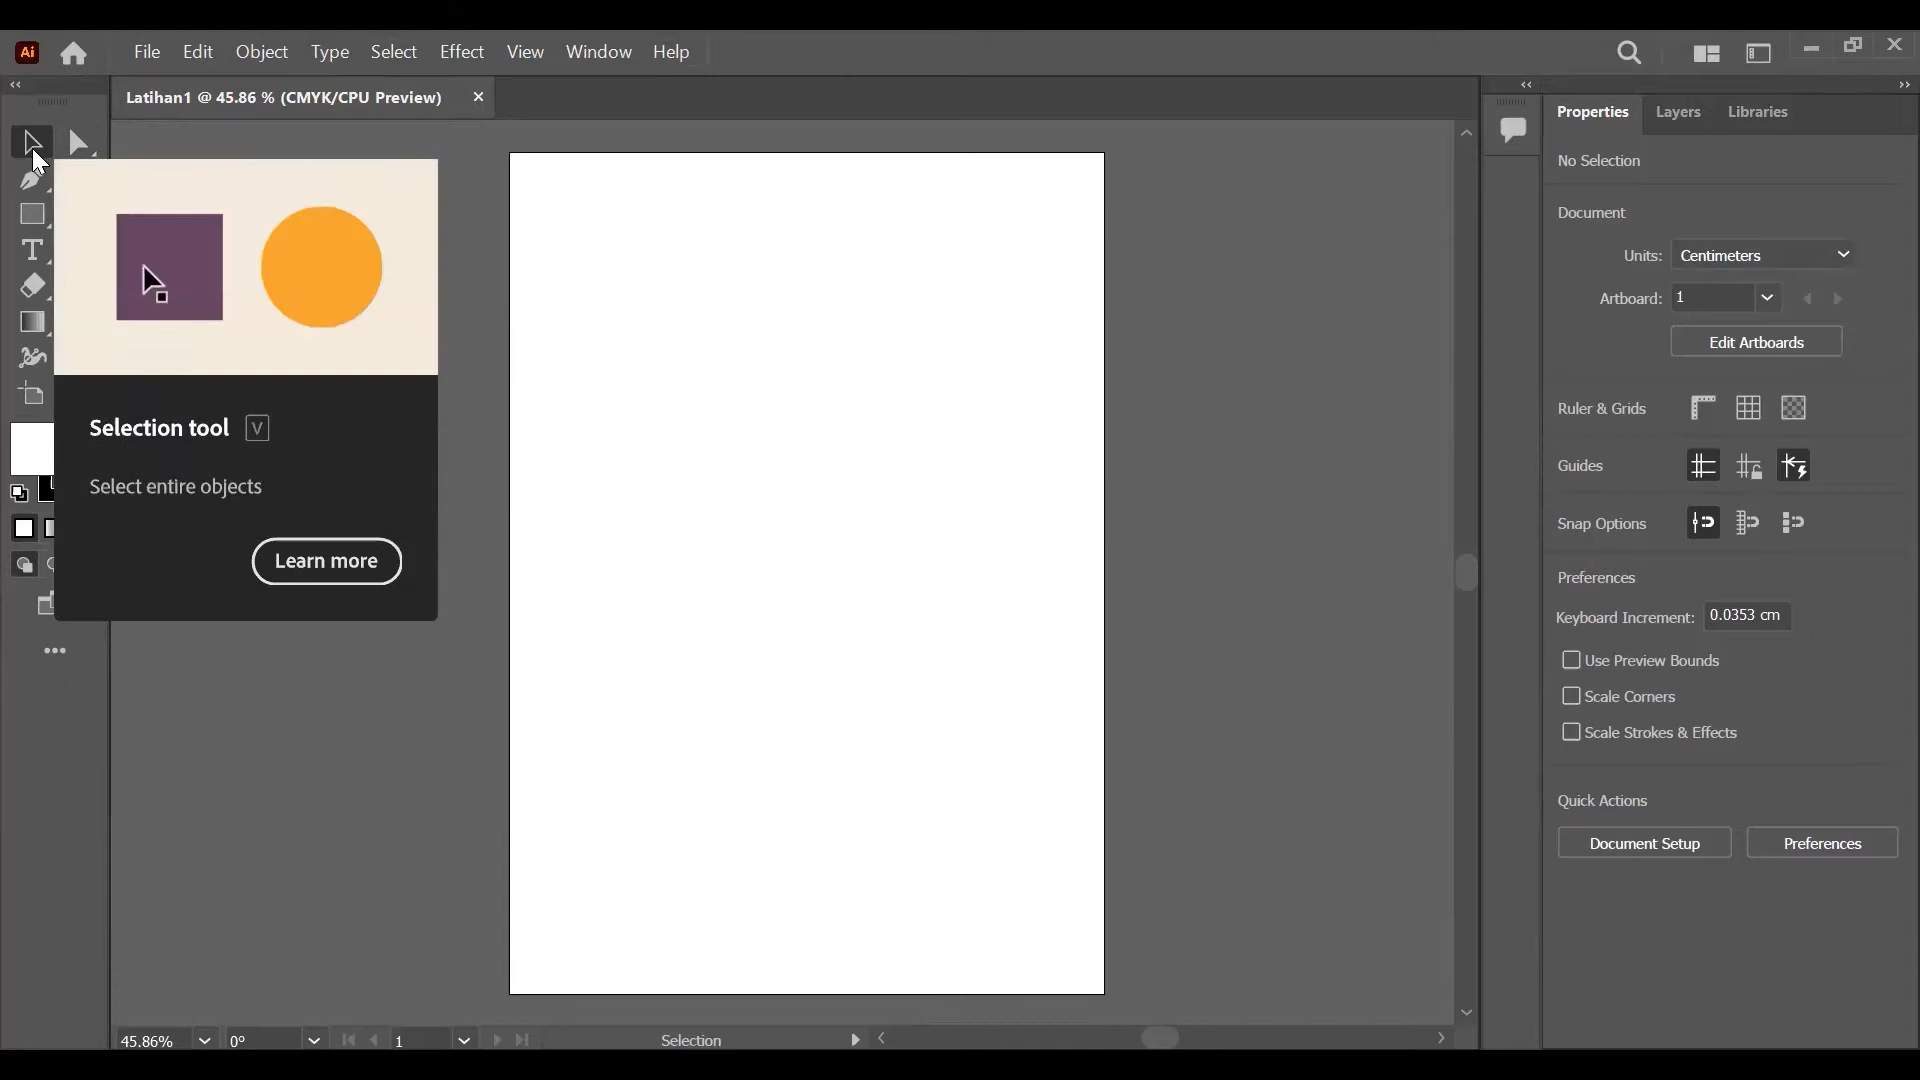 Ai
File Edit Object Type Select Effect View Window Help
Latihan1 @ 45.86 % (CMYK/CPU Preview)
Properties Layers Libraries
No Selection
Document
Units: Centimeters
Artboard: 1
Edit Artboards
Ruler & Grids
Guides
Snap Options
Preferences
Keyboard Increment: 0.0353 cm
Use Preview Bounds
Scale Corners
Scale Strokes & Effects
Quick Actions
Document Setup Preferences
T
Selection tool V
Select entire objects
Learn more
45.86% 0° 1 Selection